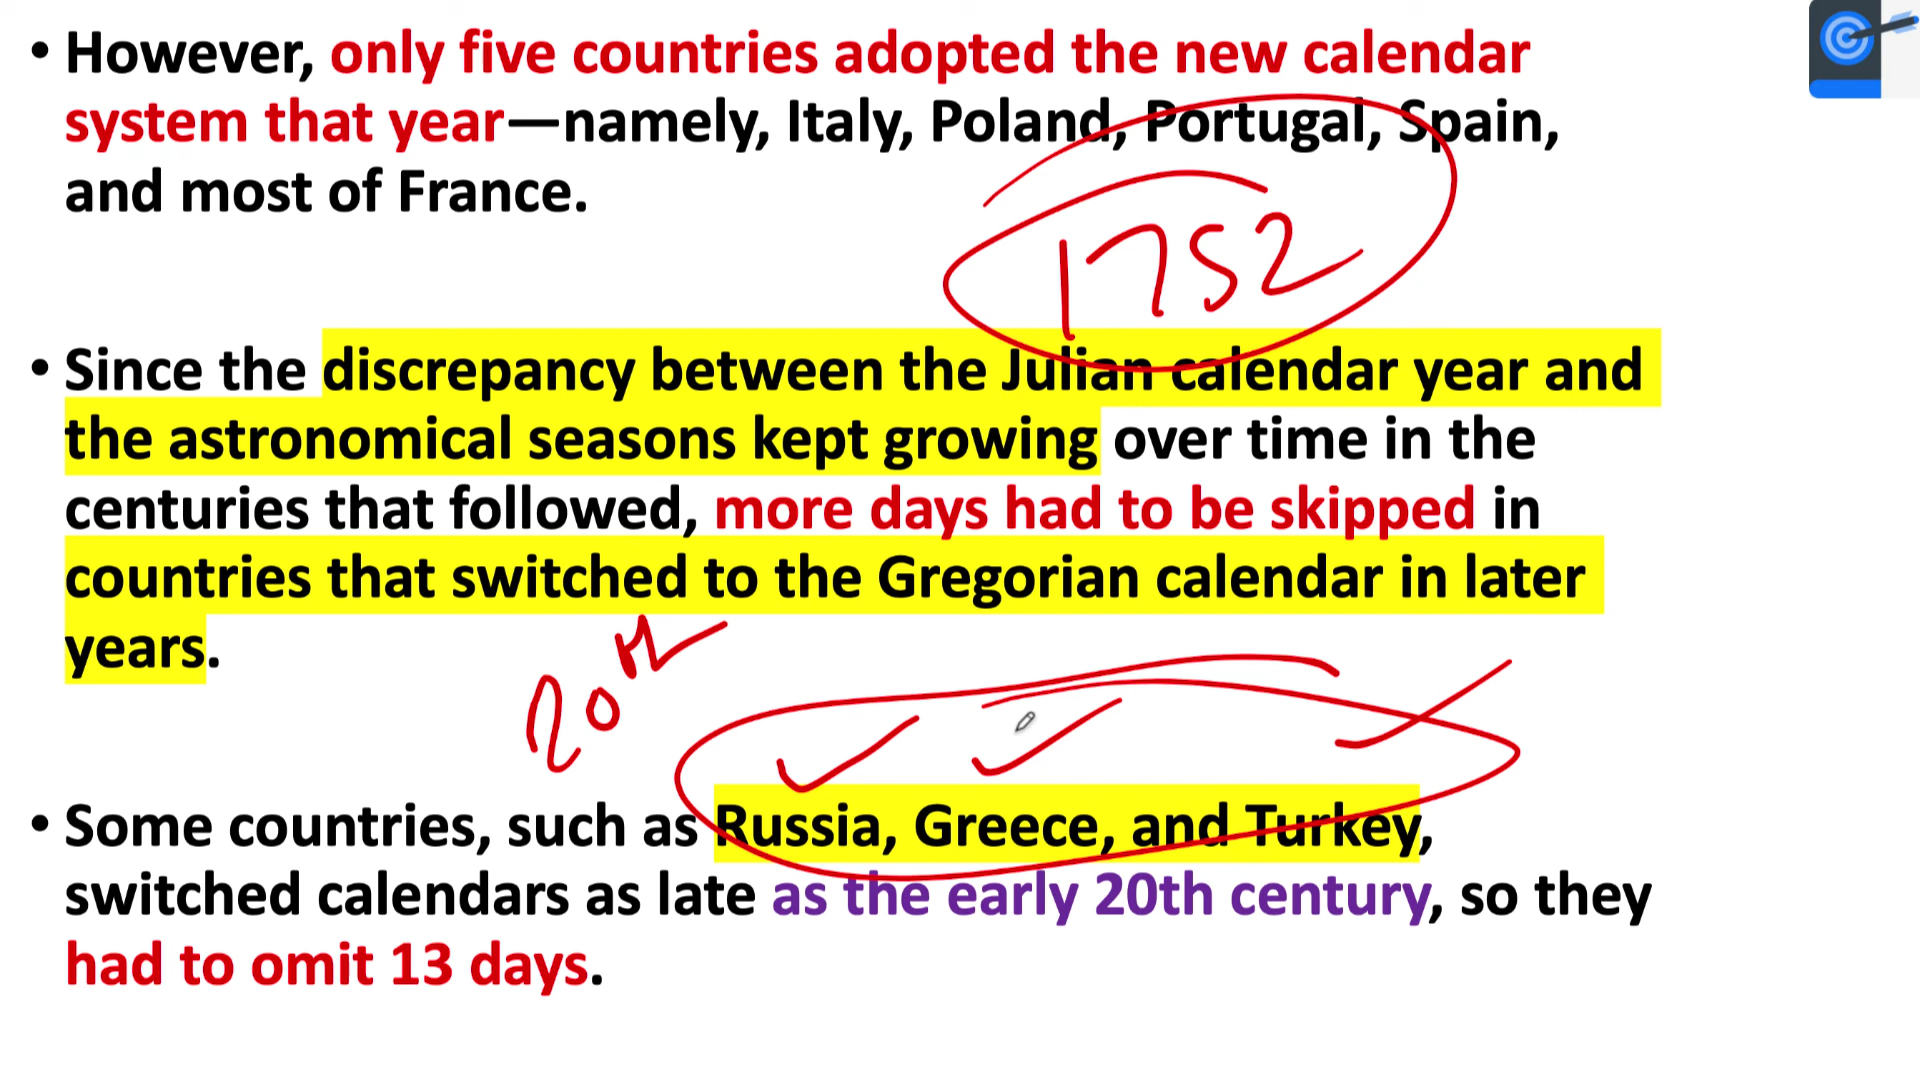 • However, only five countries adopted the new calendar
system that year—namely, Italy, Poland, Portugal, Spain,
and most of France.
1752
• Since the discrepancy between the Julian calendar year and
the astronomical seasons kept growing over time in the
centuries that followed, more days had to be skipped in
countries that switched to the Gregorian calendar in later
years.
20th
• Some countries, such as Russia, Greece, and Turkey,
switched calendars as late as the early 20th century, so they
had to omit 13 days.